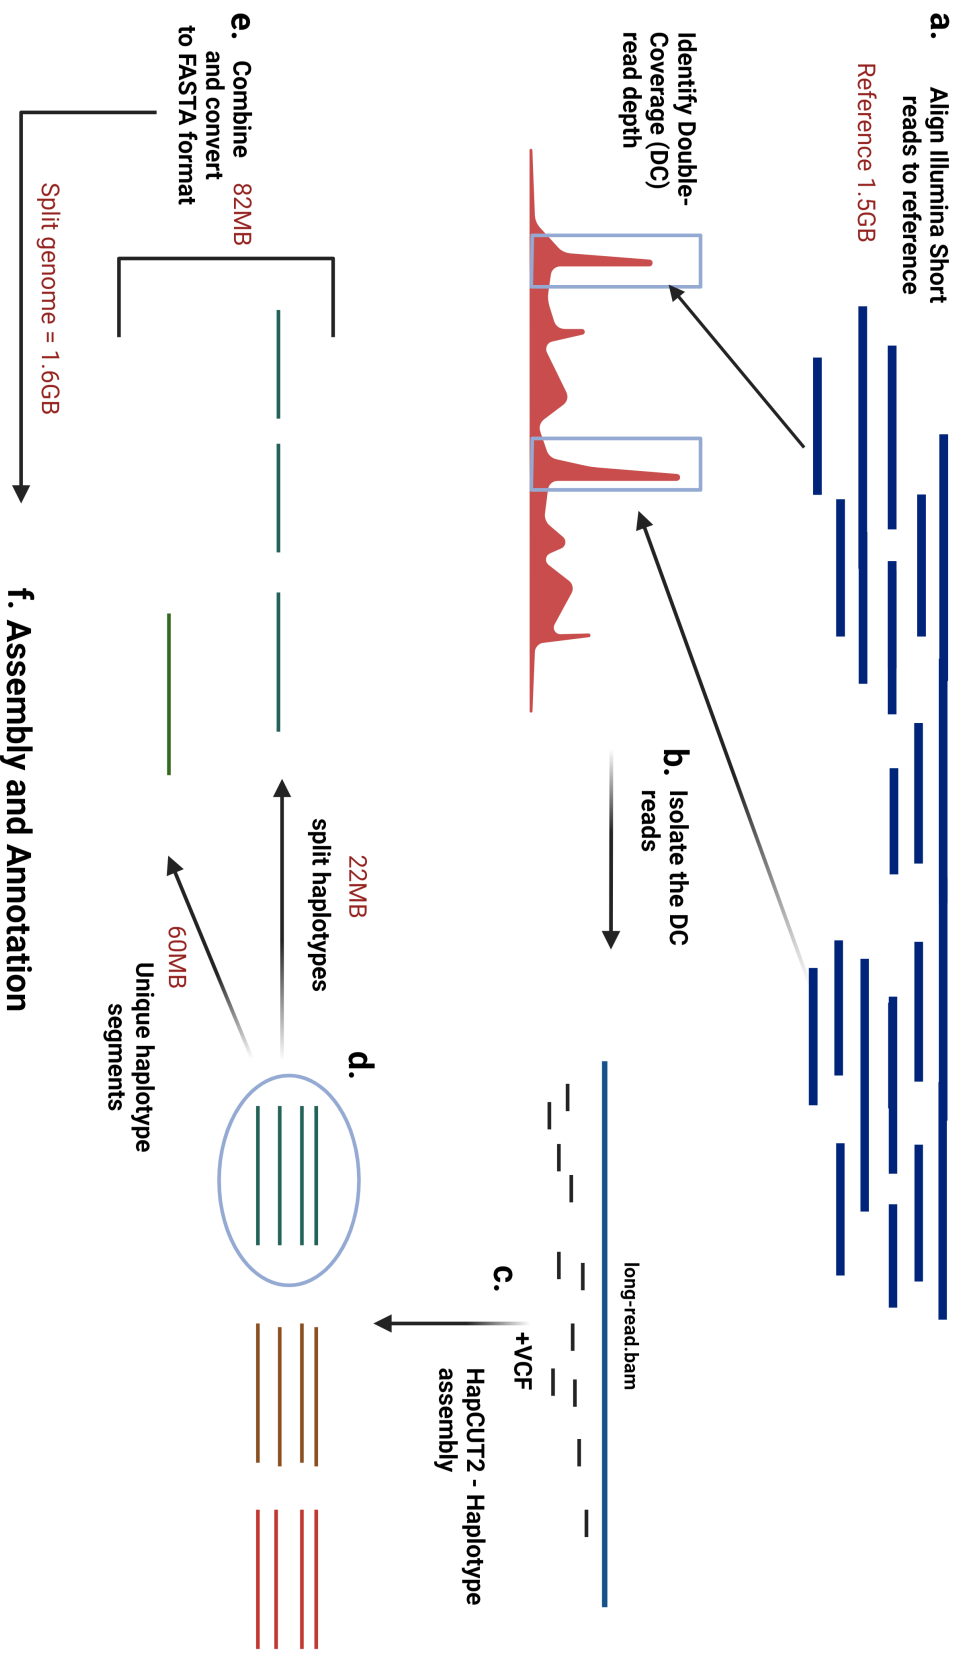 a. Align Illumina Short
reads to reference
Reference 1.5GB
Identify Double-
Coverage (DC)
read depth
b. Isolate the DC
reads
long-read.bam
c.
+VCF
HapCUT2 - Haplotype
assembly
d.
22MB
split haplotypes
60MB
Unique haplotype
segments
e. Combine
and convert
to FASTA format
82MB
Split genome = 1.6GB
f. Assembly and Annotation